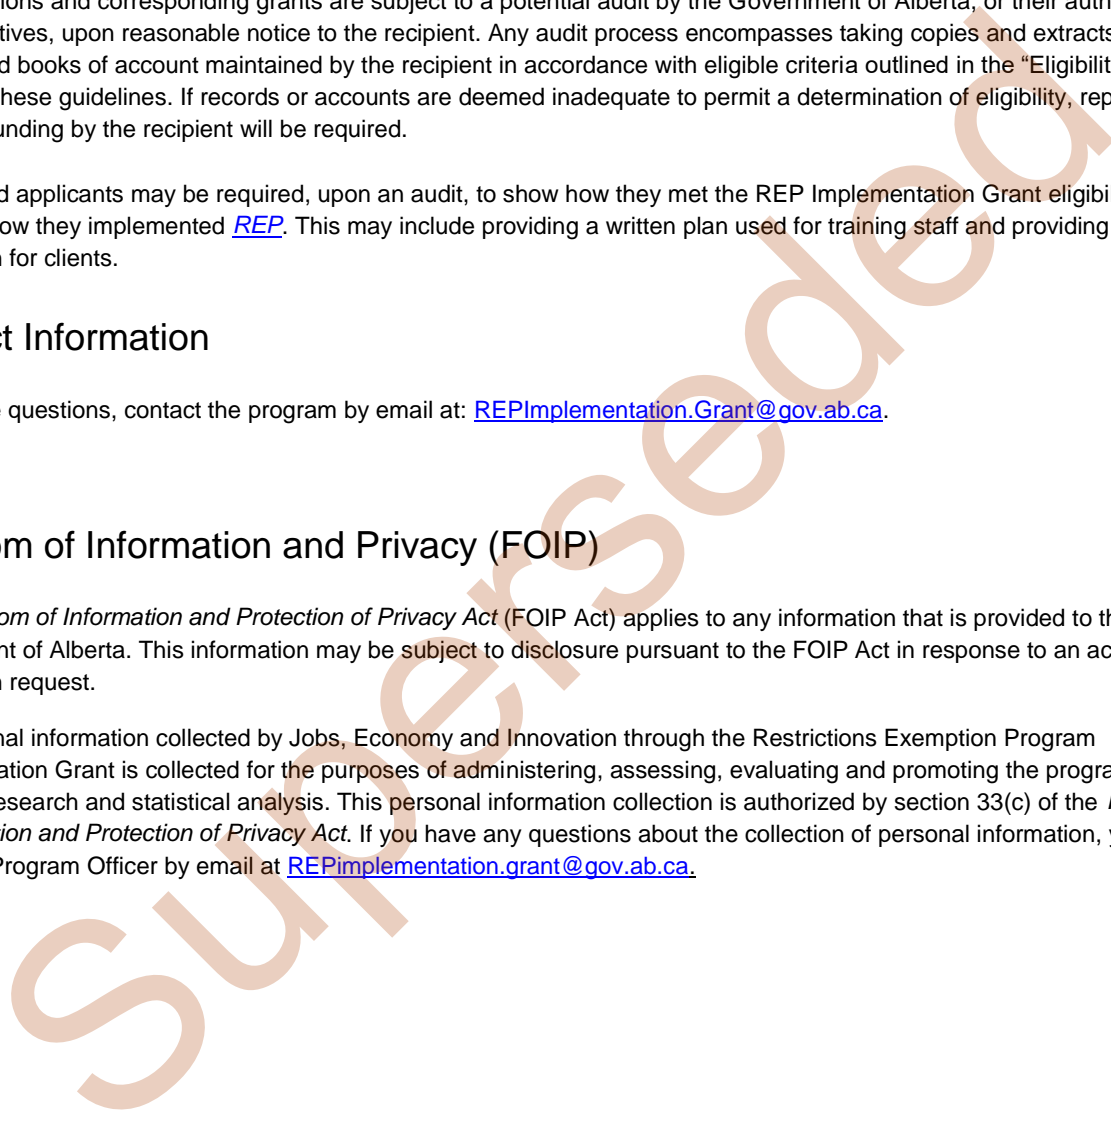 ions and corresponding grants are subject to a potential audit by the Government of Alberta, or their auth
tives, upon reasonable notice to the recipient. Any audit process encompasses taking copies and extracts
d books of account maintained by the recipient in accordance with eligible criteria outlined in the “Eligibilit
hese guidelines. If records or accounts are deemed inadequate to permit a determination of eligibility, rep
unding by the recipient will be required.
d applicants may be required, upon an audit, to show how they met the REP Implementation Grant eligibi
ow they implemented REP. This may include providing a written plan used for training staff and providing
n for clients.
ct Information
e questions, contact the program by email at: REPImplementation.Grant@gov.ab.ca.
om of Information and Privacy (FOIP)
om of Information and Protection of Privacy Act (FOIP Act) applies to any information that is provided to th
nt of Alberta. This information may be subject to disclosure pursuant to the FOIP Act in response to an ac
n request.
nal information collected by Jobs, Economy and Innovation through the Restrictions Exemption Program
ation Grant is collected for the purposes of administering, assessing, evaluating and promoting the progra
esearch and statistical analysis. This personal information collection is authorized by section 33(c) of the
ion and Protection of Privacy Act. If you have any questions about the collection of personal information, y
Program Officer by email at REPimplementation.grant@gov.ab.ca.
Superseded